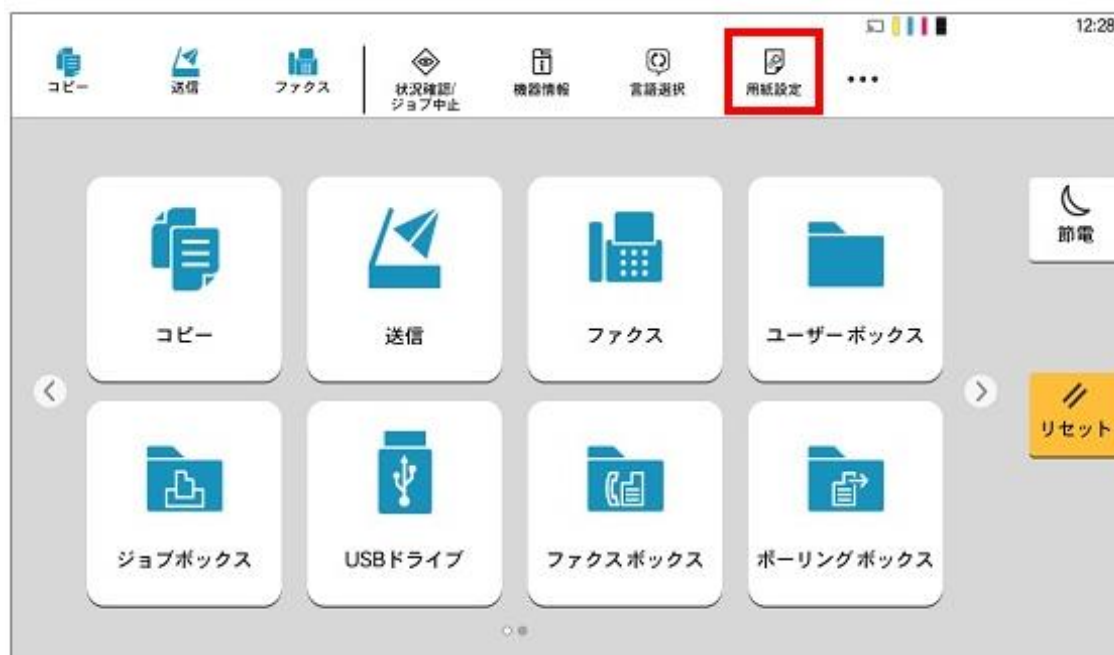 12:28
コピー
送信
ファクス
状況確認/
ジョブ中止
機器情報
言語選択
用紙設定
•••
節電
コピー
送信
ファクス
ユーザーボックス
リセット
ジョブボックス
USBドライブ
ファクスボックス
ポーリングボックス